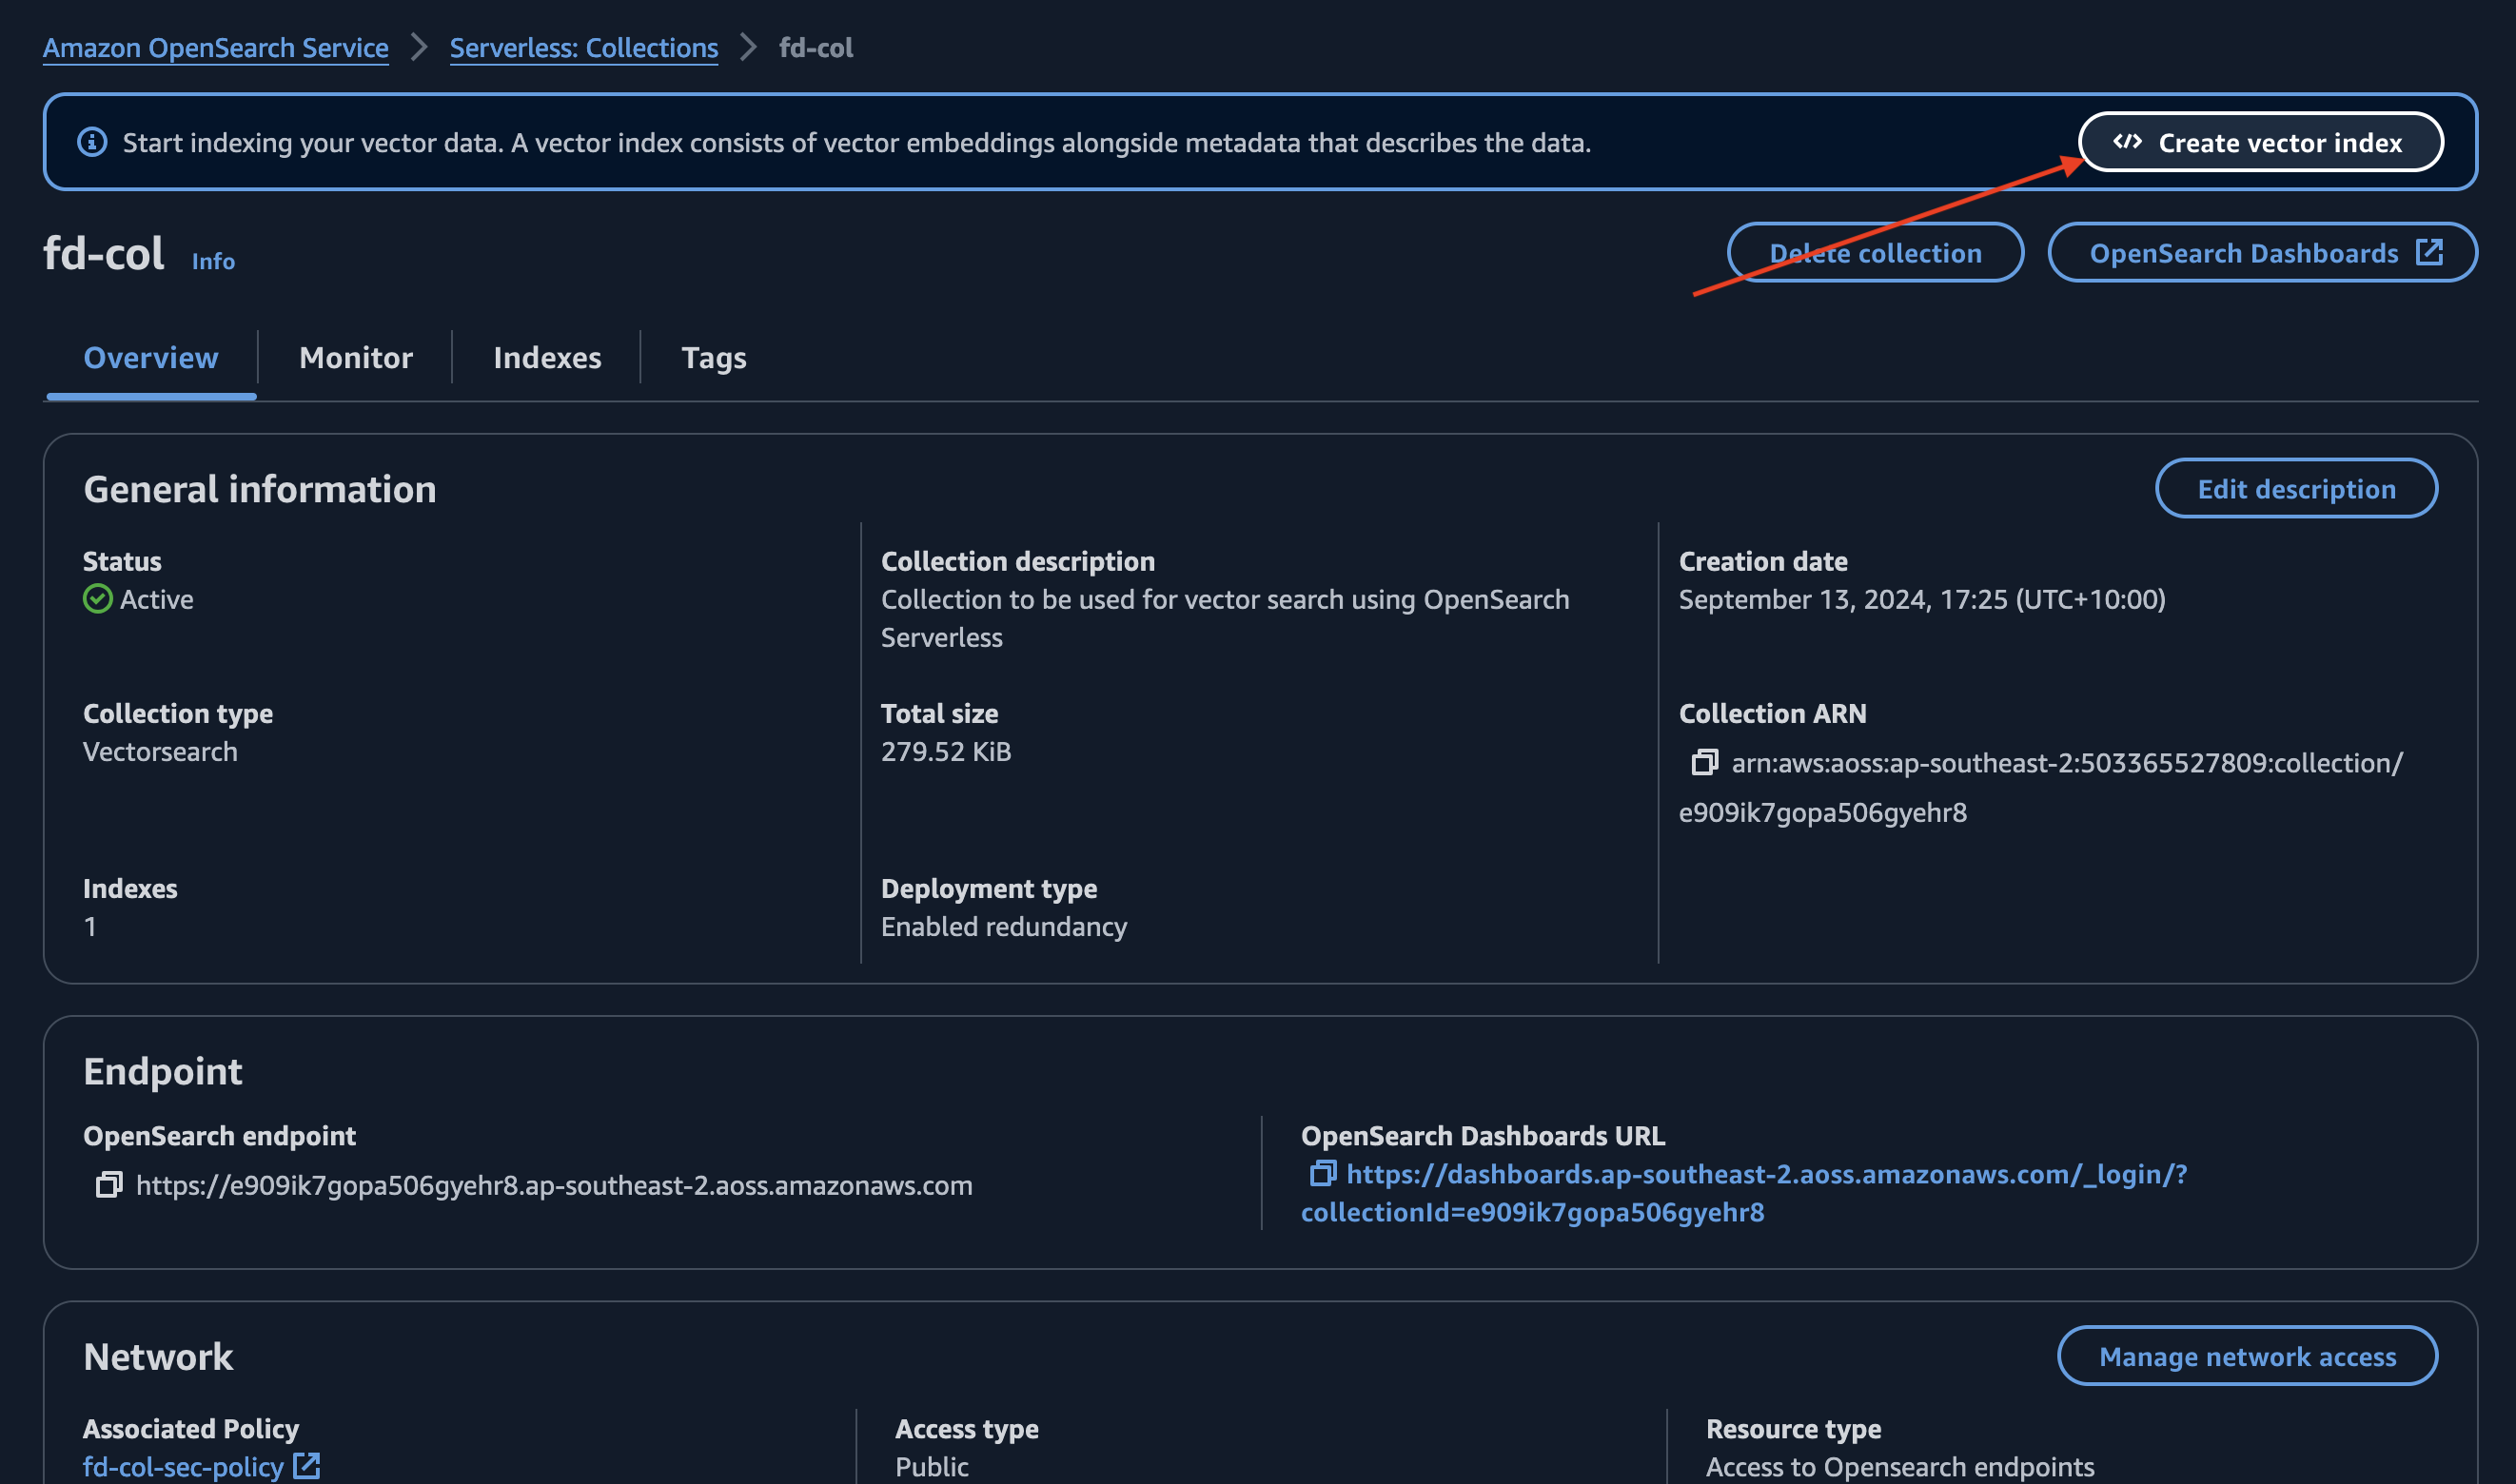 Amazon OpenSearch Service > Serverless: Collections > fd-col
Start indexing your vector data. A vector index consists of vector embeddings alongside metadata that describes the data.
</> Create vector index
fd-col Info
Delete collection
OpenSearch Dashboards
Overview
Monitor
Indexes
Tags
General information
Edit description
Status
Active
Collection description
Collection to be used for vector search using OpenSearch
Serverless
Creation date
September 13, 2024, 17:25 (UTC+10:00)
Collection type
Vectorsearch
Total size
279.52 KiB
Collection ARN
arn:aws:aoss:ap-southeast-2:503365527809:collection/
e909ik7gopa506gyehr8
Indexes
1
Deployment type
Enabled redundancy
Endpoint
OpenSearch endpoint
https://e909ik7gopa506gyehr8.ap-southeast-2.aoss.amazonaws.com
OpenSearch Dashboards URL
https://dashboards.ap-southeast-2.aoss.amazonaws.com/_login/?
collectionId=e909ik7gopa506gyehr8
Network
Manage network access
Associated Policy
fd-col-sec-policy
Access type
Public
Resource type
Access to Opensearch endpoints